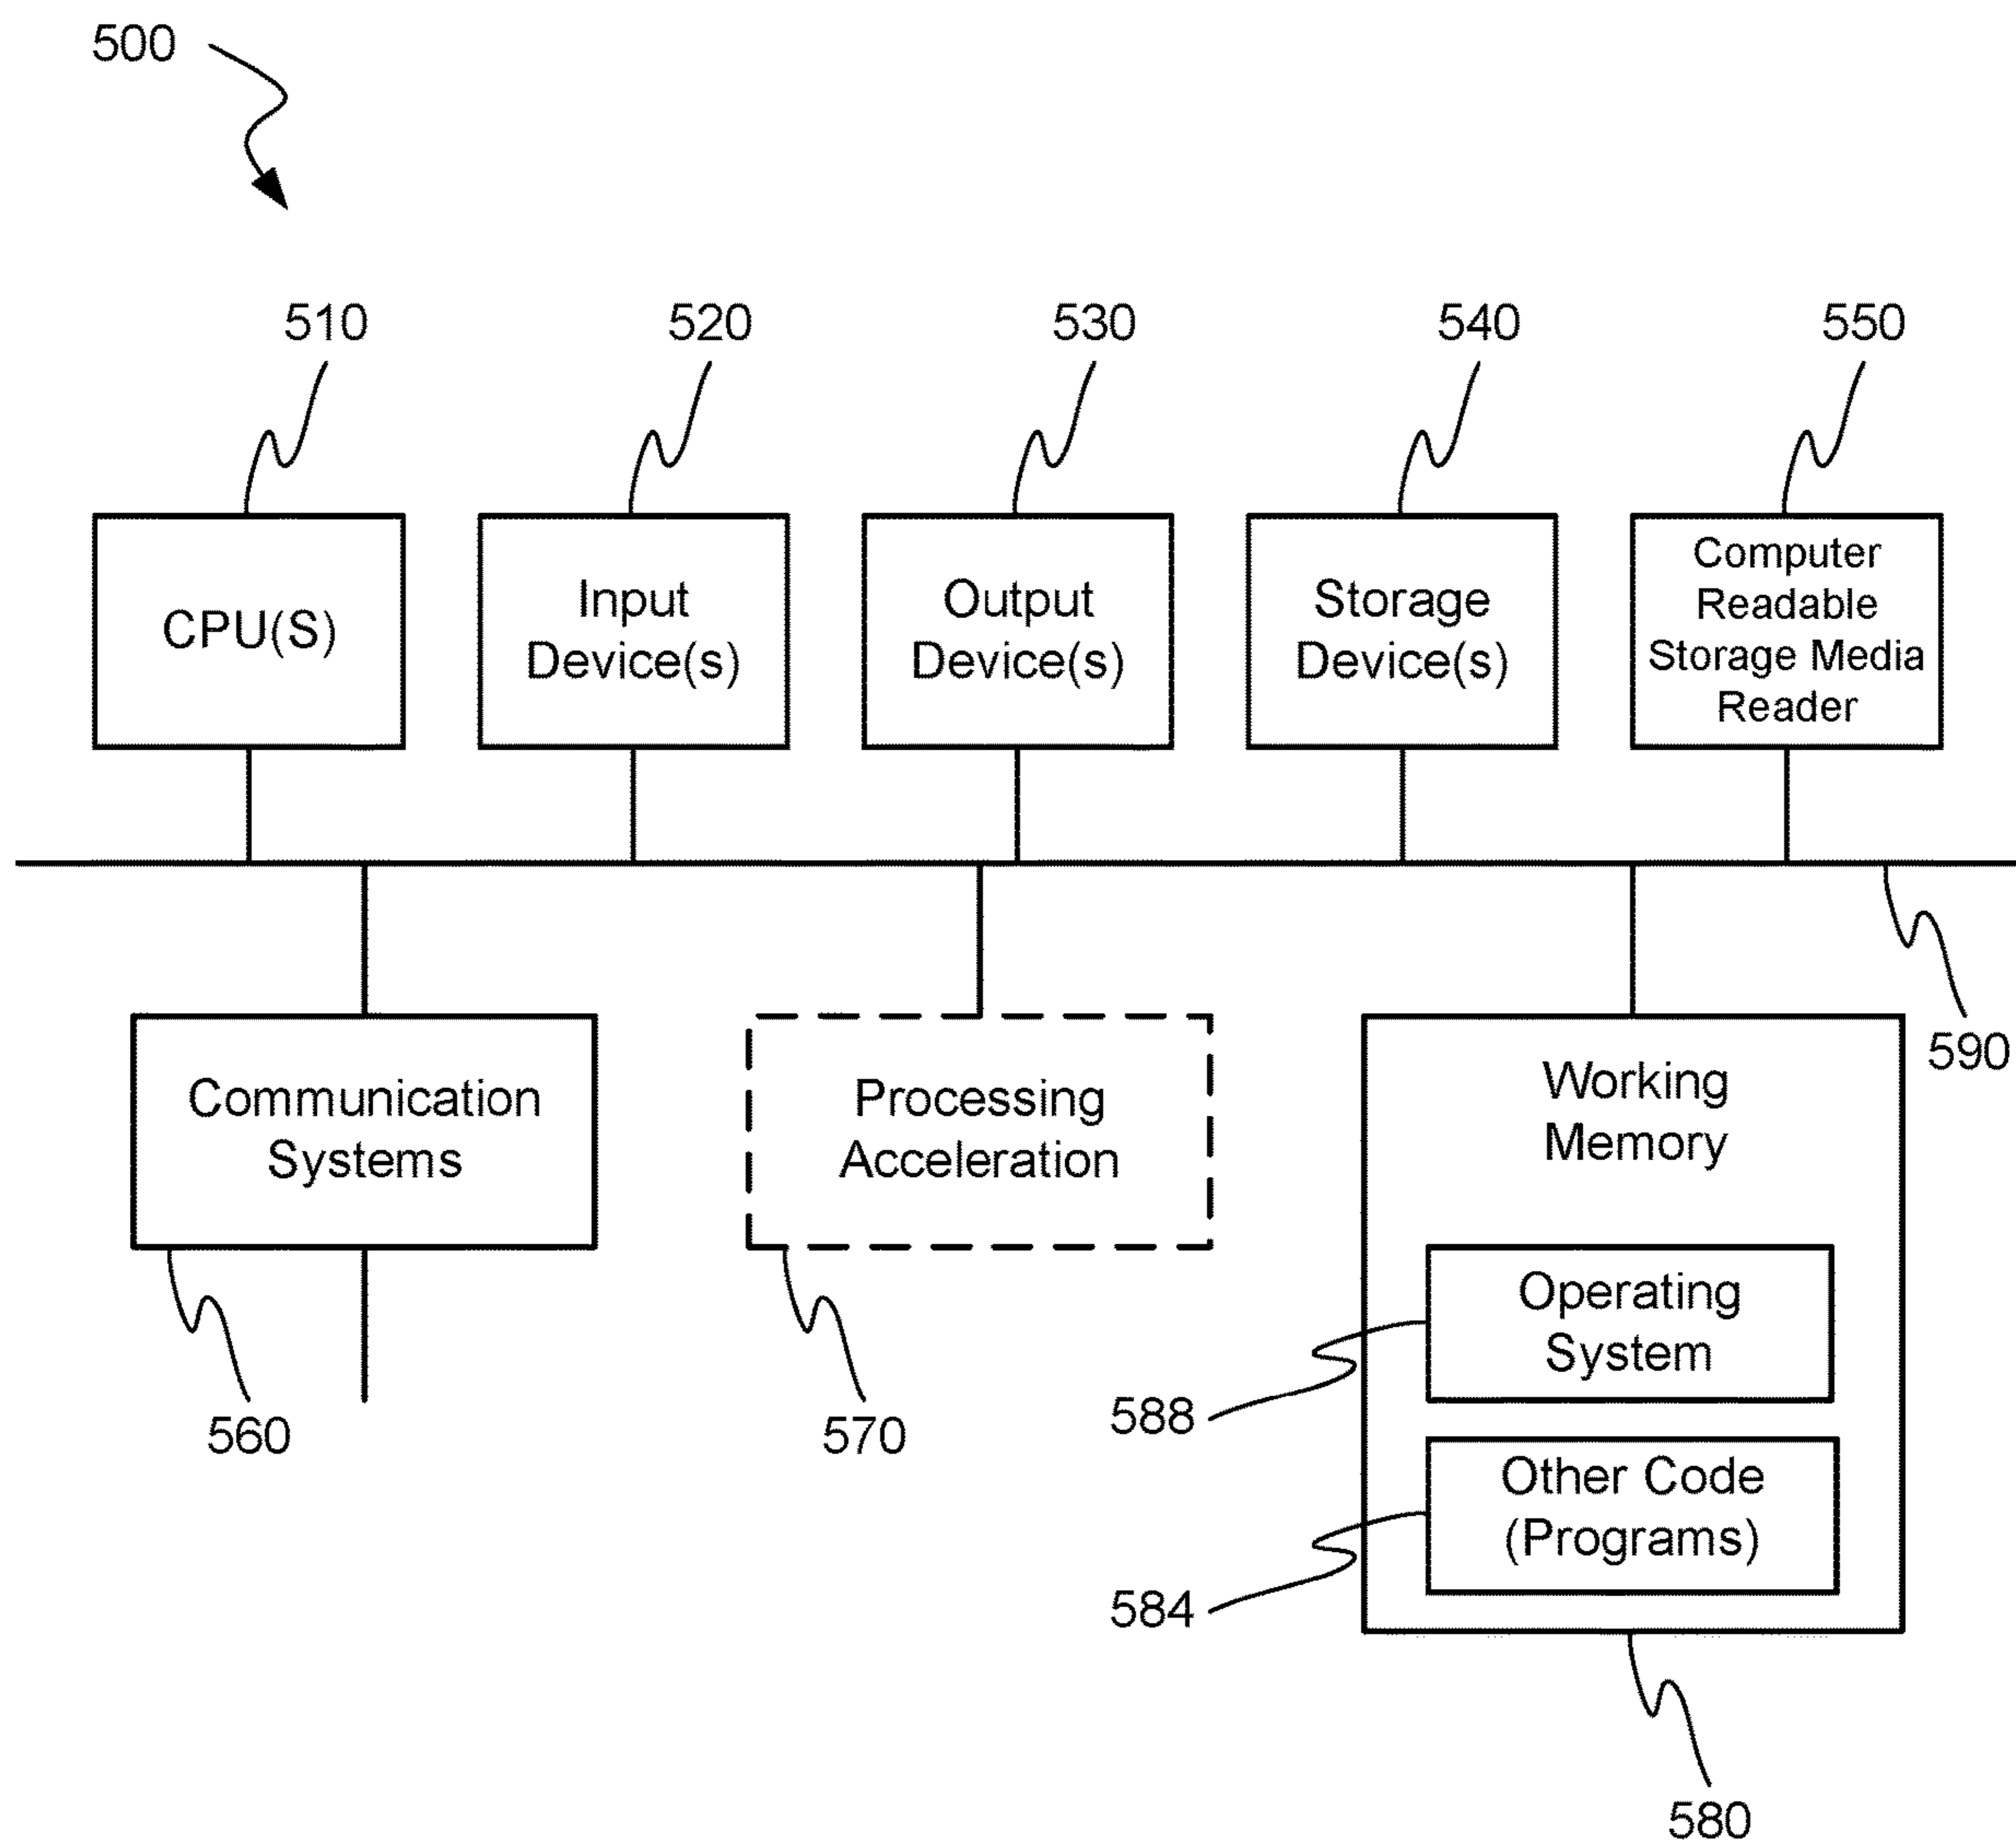 500
510
520
530
540
550
CPU(S)
Input
Device(s)
Output
Device(s)
Storage
Device(s)
Computer
Readable
Storage Media
Reader
590
Communication
Systems
Processing
Acceleration
Working
Memory
Operating
System
Other Code
(Programs)
560
570
588
584
580